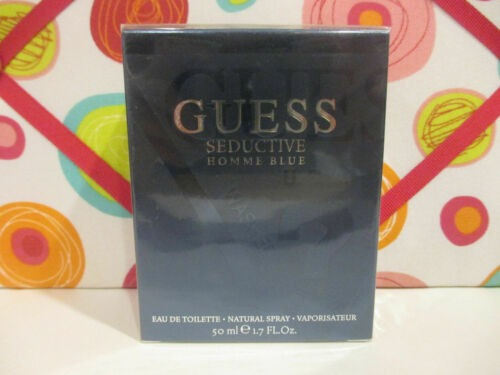 GUESS
SEDUCTIVE
HOMME BLUE
EAU DE TOILETTE • NATURAL SPRAY • VAPORISATEUR
50 ml ℮ 1.7 FL.Oz.